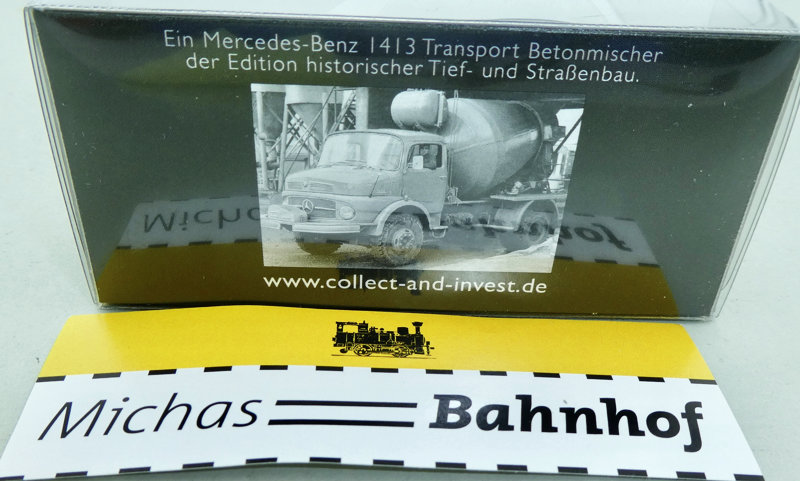 Ein Mercedes-Benz 1413 Transport Betonmischer
der Edition historischer Tief- und Straßenbau.
www.collect-and-invest.de
Michas Bahnhof